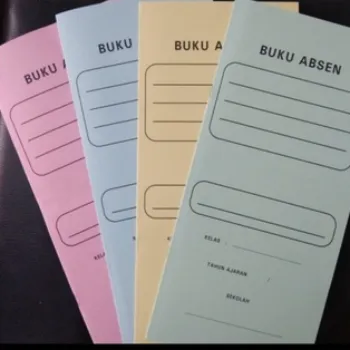 BUKU A
BUKU A
BUKU A
BUKU ABSEN
KELAS :
TAHUN AJARAN :
SEKOLAH